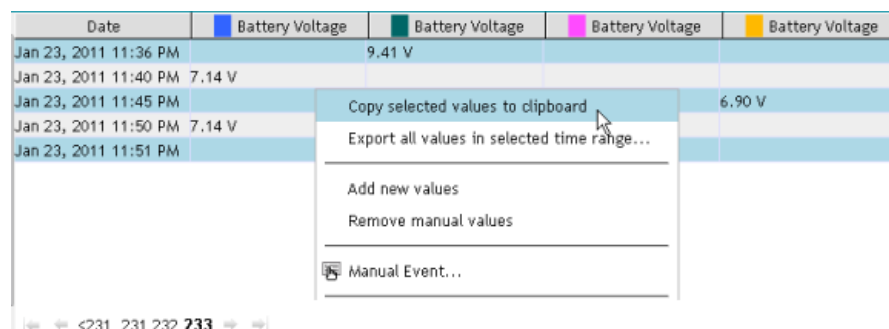 Date Battery Voltage Battery Voltage Battery Voltage Battery Voltage
Jan 23, 2011 11:36 PM 9.41 V
Jan 23, 2011 11:40 PM 7.14 V
Jan 23, 2011 11:45 PM 6.90 V
Jan 23, 2011 11:50 PM 7.14 V
Jan 23, 2011 11:51 PM
Copy selected values to clipboard
Export all values in selected time range...
Add new values
Remove manual values
Manual Event...
<231 231 232 233